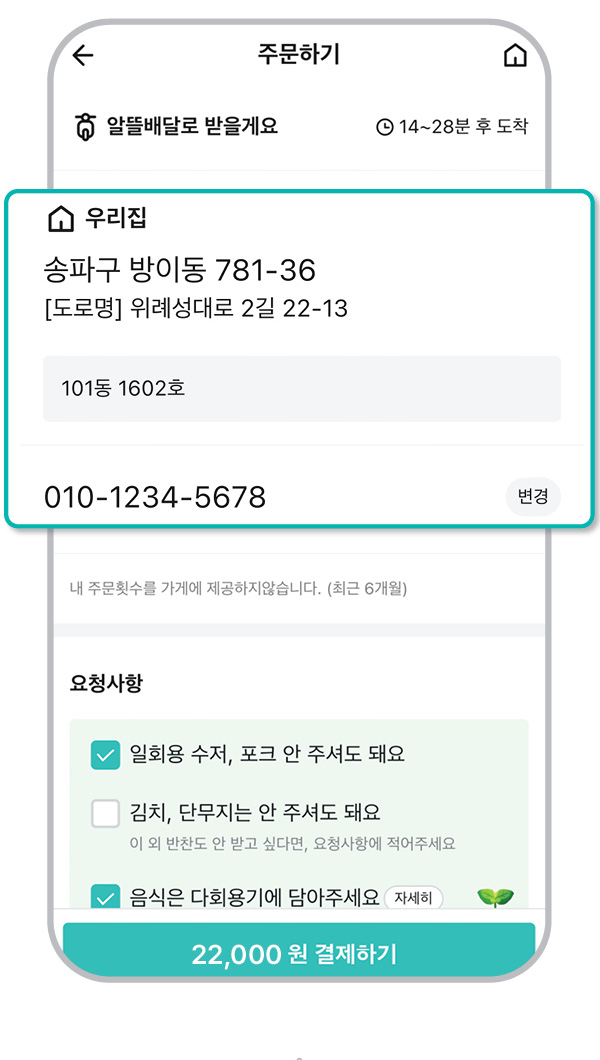 주문하기
알뜰배달로 받을게요
14~28분 후 도착
우리집
송파구 방이동 781-36
[도로명] 위례성대로 2길 22-13
101동 1602호
010-1234-5678
변경
내 주문횟수를 가게에 제공하지않습니다. (최근 6개월)
요청사항
일회용 수저, 포크 안 주셔도 돼요
김치, 단무지는 안 주셔도 돼요
이 외 반찬도 안 받고 싶다면, 요청사항에 적어주세요
음식은 다회용기에 담아주세요 자세히
22,000 원 결제하기